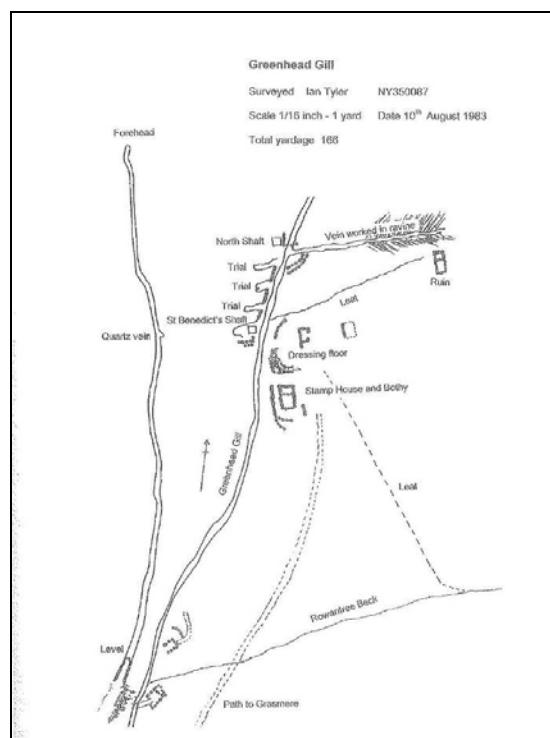 Greenhead Gill
Surveyed Ian Tyler NY350087
Scale 1/16 inch - 1 yard Date 10th August 1983
Total yardage 166
Forehead
North Shaft
Vein worked in ravine
Trial
Trial
Trial
Ruin
Leat
St Benedict's Shaft
Quartz vein
Dressing floor
Stamp House and Bothy
Greenhead Gill
Leat
Rowantree Beck
Level
Path to Grasmere